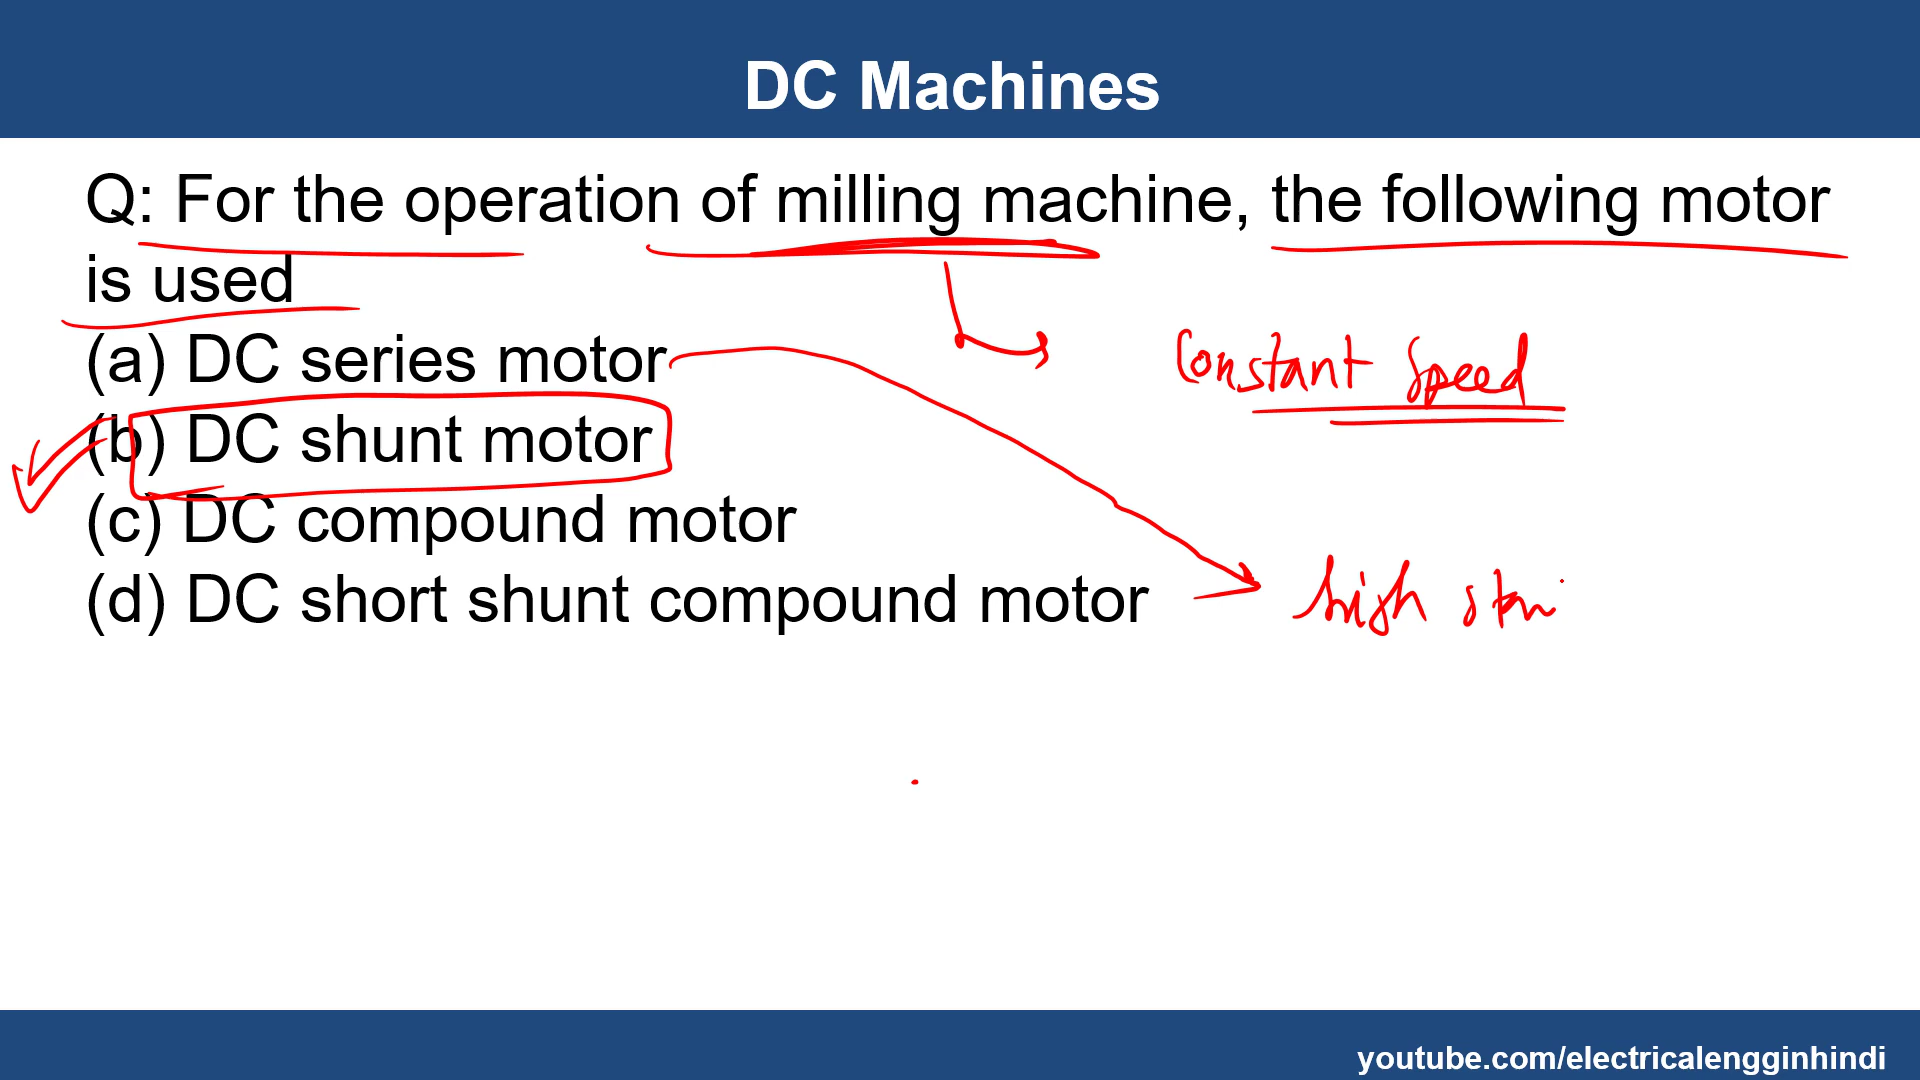 DC Machines
Q: For the operation of milling machine, the following motor
is used
(a) DC series motor
Constant Speed
(b) DC shunt motor
(c) DC compound motor
(d) DC short shunt compound motor
high
youtube.com/electricalengginhindi